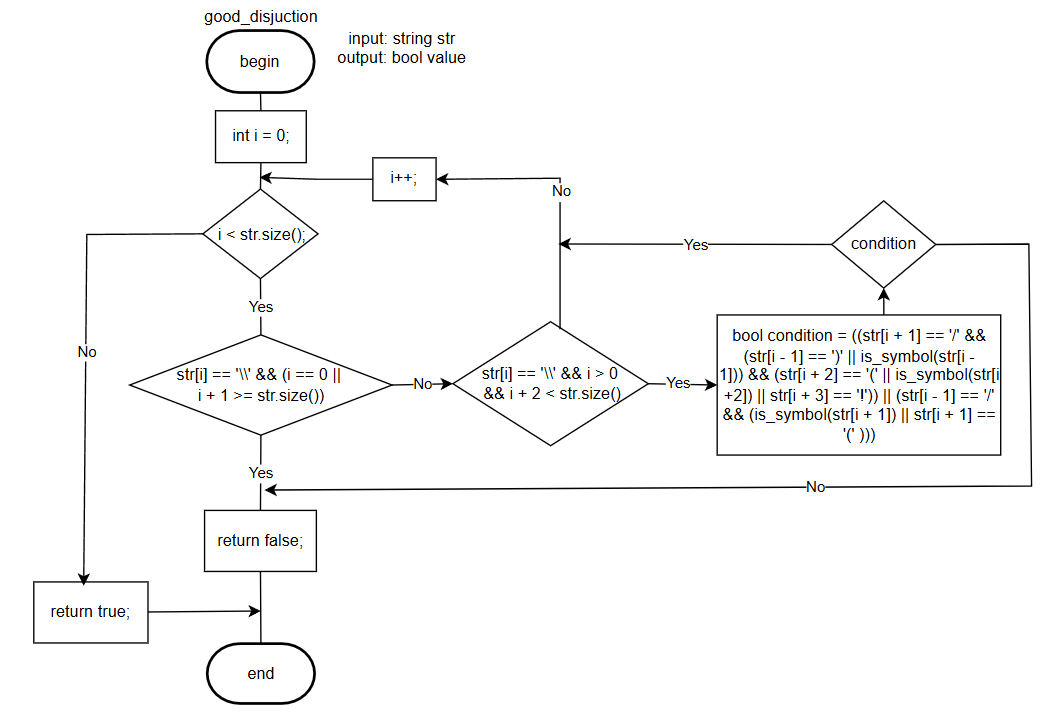 good_disjuction
input: string str
output: bool value
begin
int i = 0;
i++;
No
i < str.size();
Yes
condition
Yes
No
str[i] == '\\' && (i == 0 ||
i + 1 >= str.size())
No
str[i] == '\\' && i > 0
&& i + 2 < str.size()
Yes
bool condition = ((str[i + 1] == '/' &&
(str[i - 1] == ')' || is_symbol(str[i -
1])) && (str[i + 2] == '(' || is_symbol(str[i
+2]) || str[i + 3] == '!')) || (str[i - 1] == '/'
&& (is_symbol(str[i + 1]) || str[i + 1] ==
'(' )))
Yes
No
return false;
return true;
end